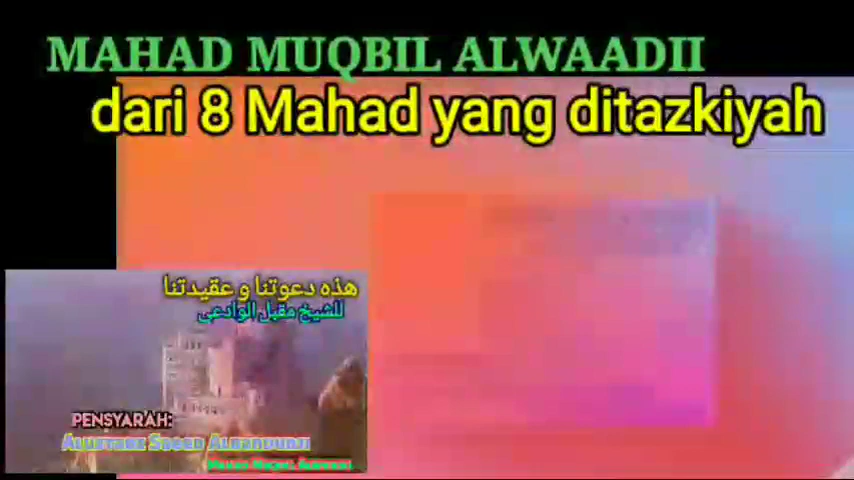 MAHAD MUQBIL ALWAADII
dari 8 Mahad yang ditazkiyah
هذه دعوتنا و عقيدتنا
للشيخ مقبل الوادعي
PENSYARAH: